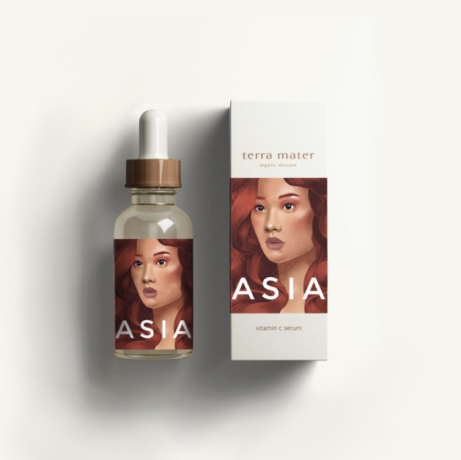 ASIA
terra mater
organic skincare
ASIA
vitamin c serum